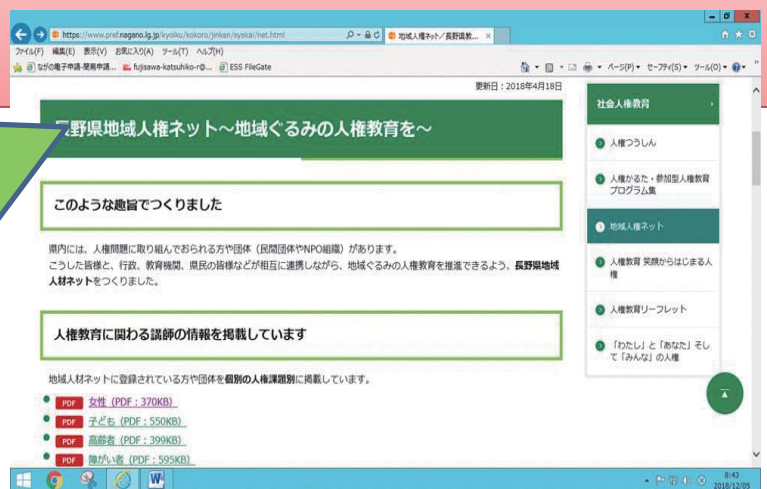 https://www.pref.nagano.lg.jp/kyoiku/kokoro/jinken/syakai/net.html
地域人権ネット/長野県教...
ファイル(F) 編集(E) 表示(V) お気に入り(A) ツール(T) ヘルプ(H)
ながの電子申請-簡易申請... fujisawa-katsuhiko-r@... ESS FileGate
ページ(P) セーフティ(S) ツール(O)
更新日:2018年4月18日
長野県地域人権ネット~地域ぐるみの人権教育を~
このような趣旨でつくりました
県内には、人権問題に取り組んでおられる方や団体(民間団体やNPO組織)があります。
こうした皆様と、行政、教育機関、県民の皆様などが相互に連携しながら、地域ぐるみの人権教育を推進できるよう、長野県地域
人材ネットをつくりました。
人権教育に関わる講師の情報を掲載しています
地域人材ネットに登録されている方や団体を個別の人権課題別に掲載しています。
PDF 女性(PDF:370KB)
PDF 子ども(PDF:550KB)
PDF 高齢者(PDF:399KB)
PDF 障がい者(PDF:595KB)
社会人権教育
人権つうしん
人権かるた・参加型人権教育
プログラム集
地域人権ネット
人権教育 笑顔からはじまる人
権
人権教育リーフレット
「わたし」と「あなた」そし
て「みんな」の人権
8:43
2018/12/05